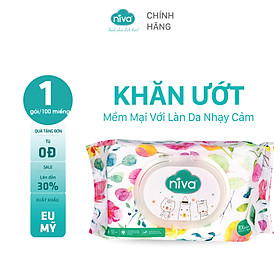 niva
CHÍNH
HÃNG
1
gói/100 miếng
QUÀ TẶNG ĐƠN
TỪ
0Đ
SALE
Lên đến
30%
XUẤT KHẨU
EU
MỸ
KHĂN ƯỚT
Mềm Mại Với Làn Da Nhạy Cảm
niva